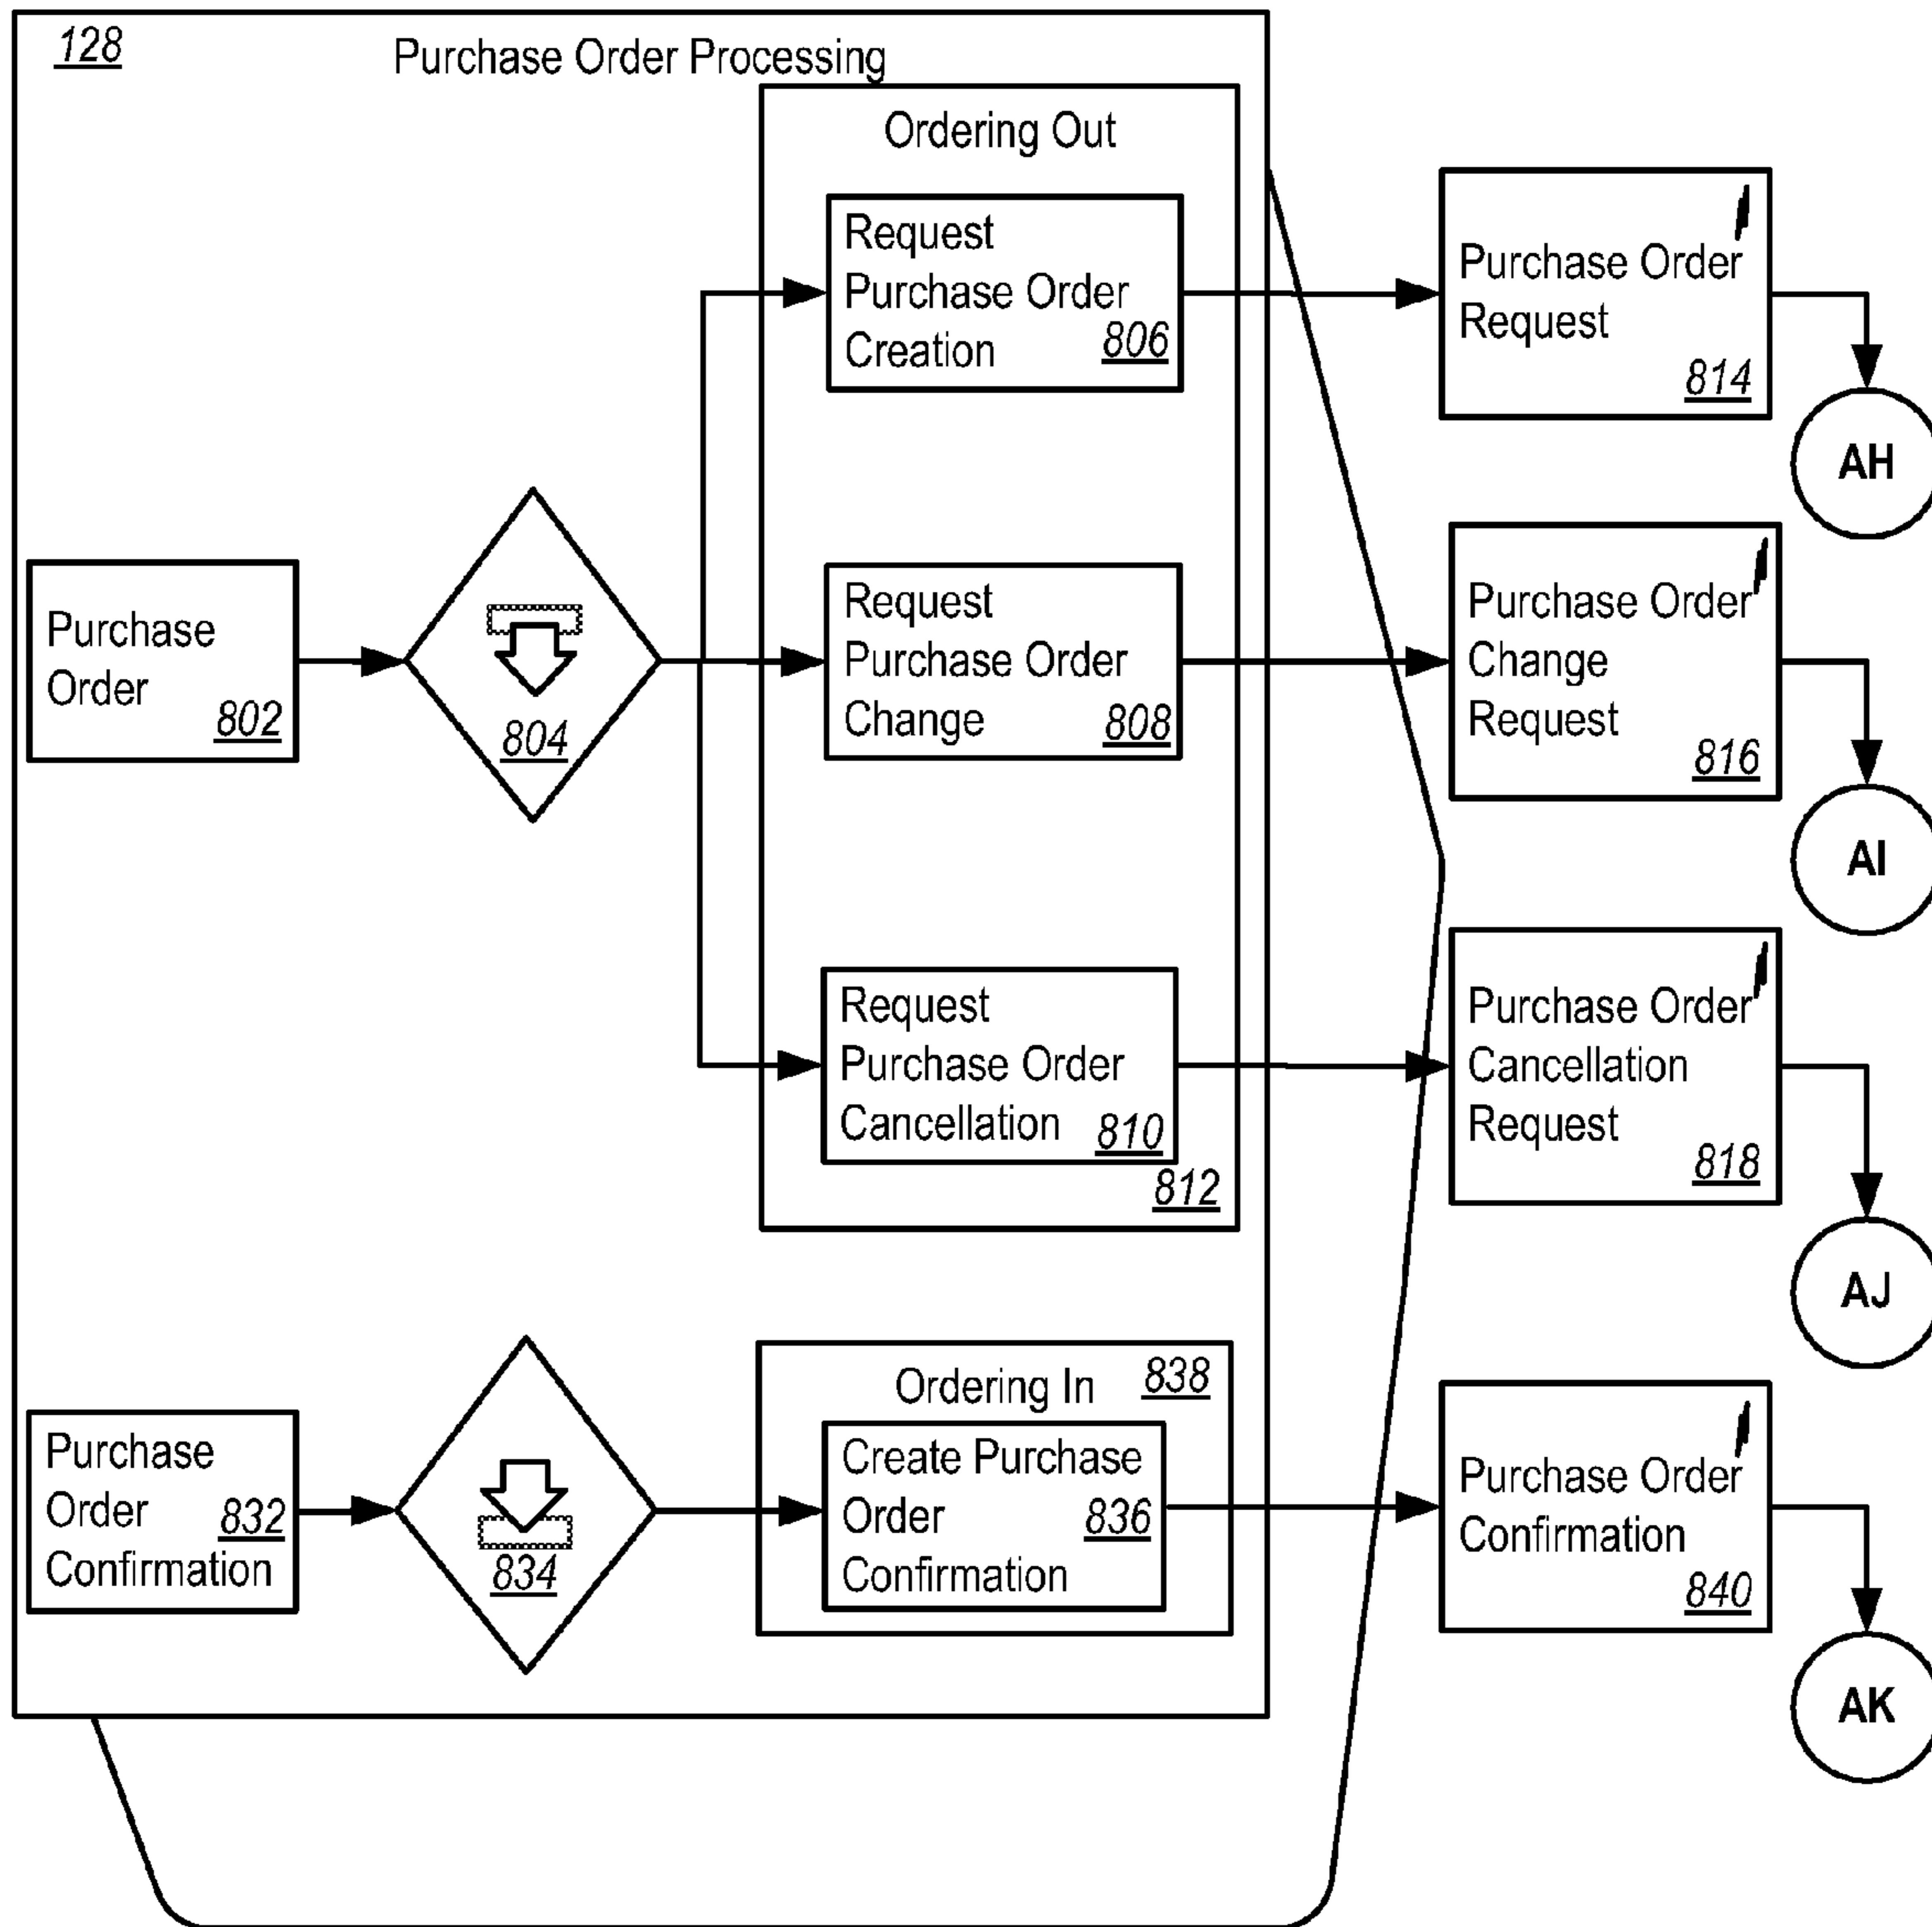 128
Purchase Order Processing
Ordering Out
Request
Purchase Order
Creation
806
Purchase Order
Request
814
AH
Purchase
Order
802
804
Request
Purchase Order
Change
808
Purchase Order
Change
Request
816
AI
Request
Purchase Order
Cancellation
810
812
Purchase Order
Cancellation
Request
818
AJ
Purchase
Order
Confirmation
832
834
Ordering In
838
Create Purchase
Order
Confirmation
836
Purchase Order
Confirmation
840
AK